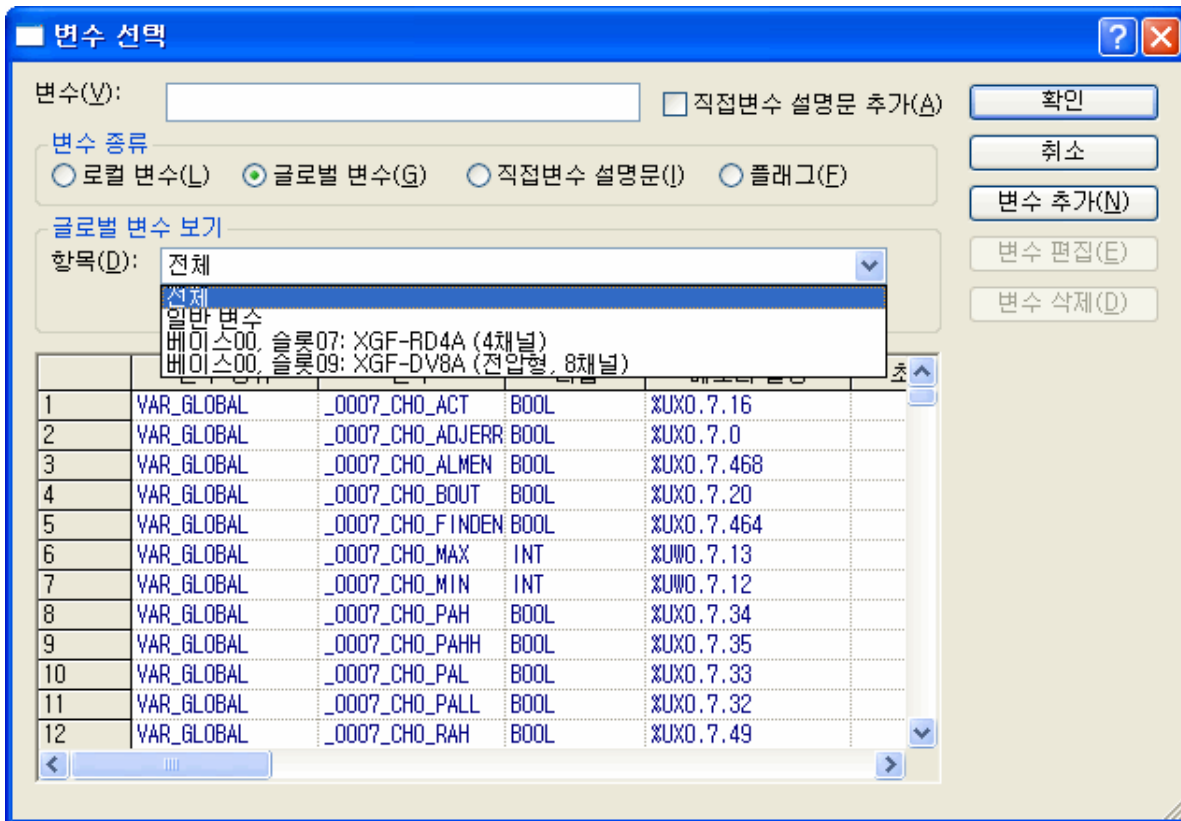 변수 선택
변수(V):
직접변수 설명문 추가(A)
확인
변수 종류
로컬 변수(L) 글로벌 변수(G) 직접변수 설명문(I) 플래그(F)
취소
변수 추가(N)
글로벌 변수 보기
항목(D): 전체
변수 편집(E)
전체
일반 변수
변수 삭제(D)
베이스00, 슬롯07: XGF-RD4A (4채널)
베이스00, 슬롯09: XGF-DV8A (전압형, 8채널)
1 VAR_GLOBAL _0007_CH0_ACT BOOL %UX0.7.16
2 VAR_GLOBAL _0007_CH0_ADJERR BOOL %UX0.7.0
3 VAR_GLOBAL _0007_CH0_ALMEN BOOL %UX0.7.468
4 VAR_GLOBAL _0007_CH0_BOUT BOOL %UX0.7.20
5 VAR_GLOBAL _0007_CH0_FINDEN BOOL %UX0.7.464
6 VAR_GLOBAL _0007_CH0_MAX INT %UW0.7.13
7 VAR_GLOBAL _0007_CH0_MIN INT %UW0.7.12
8 VAR_GLOBAL _0007_CH0_PAH BOOL %UX0.7.34
9 VAR_GLOBAL _0007_CH0_PAHH BOOL %UX0.7.35
10 VAR_GLOBAL _0007_CH0_PAL BOOL %UX0.7.33
11 VAR_GLOBAL _0007_CH0_PALL BOOL %UX0.7.32
12 VAR_GLOBAL _0007_CH0_RAH BOOL %UX0.7.49